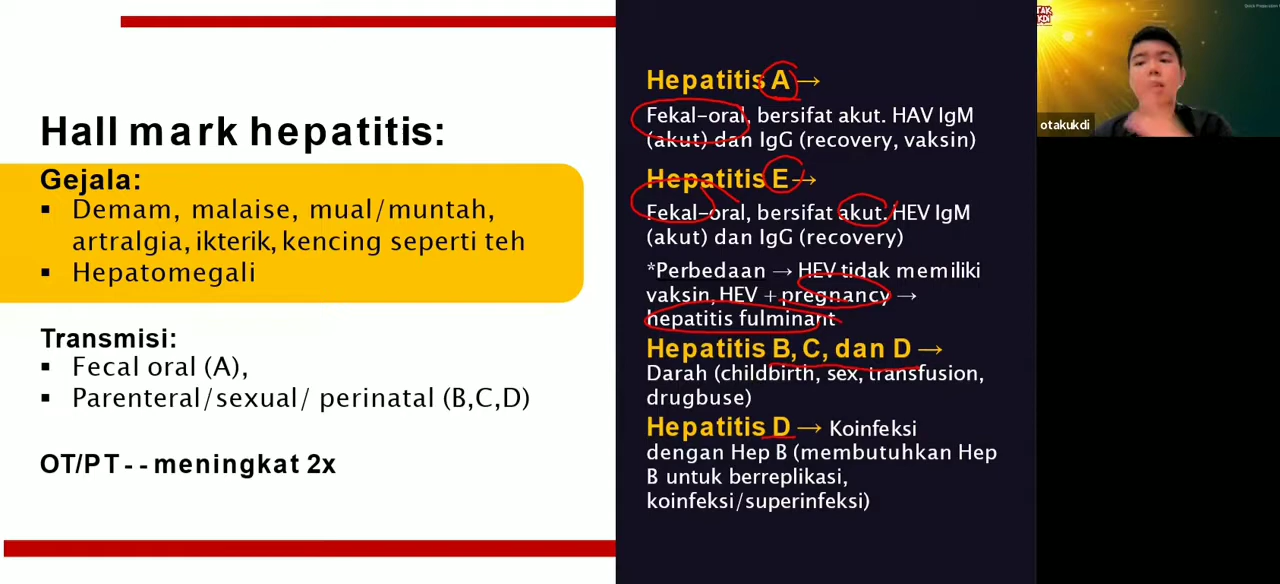 Hall mark hepatitis:
Gejala:
▪ Demam, malaise, mual/muntah,
artralgia, ikterik, kencing seperti teh
▪ Hepatomegali
Transmisi:
▪ Fecal oral (A),
▪ Parenteral/sexual/ perinatal (B,C,D)
OT/PT -- meningkat 2x
Hepatitis A →
Fekal-oral, bersifat akut. HAV IgM
(akut) dan IgG (recovery, vaksin)
Hepatitis E →
Fekal-oral, bersifat akut. HEV IgM
(akut) dan IgG (recovery)
*Perbedaan → HEV tidak memiliki
vaksin, HEV + pregnancy →
hepatitis fulminant
Hepatitis B, C, dan D →
Darah (childbirth, sex, transfusion,
drugbuse)
Hepatitis D → Koinfeksi
dengan Hep B (membutuhkan Hep
B untuk berreplikasi,
koinfeksi/superinfeksi)
otakukdi